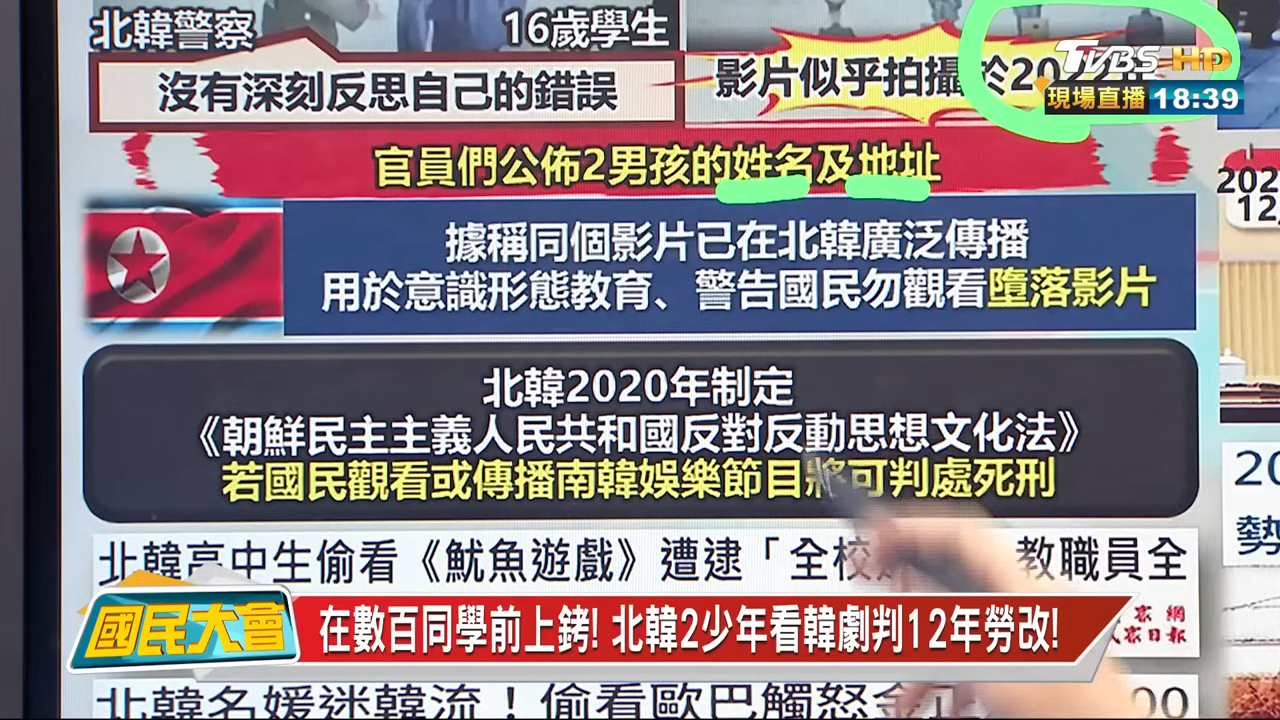 北韓警察
16歲學生
TVBS HD
沒有深刻反思自己的錯誤
影片似乎拍攝於20
現場直播 18:39
官員們公佈2男孩的姓名及地址
202
12
據稱同個影片已在北韓廣泛傳播
用於意識形態教育、警告國民勿觀看墮落影片
北韓2020年制定
《朝鮮民主主義人民共和國反對反動思想文化法》
若國民觀看或傳播南韓娛樂節目將可判處死刑
20
勢
北韓高中生偷看《魷魚遊戲》遭逮「全校 教職員全
國民大會
在數百同學前上銬! 北韓2少年看韓劇判12年勞改!
家日報
北韓名媛迷韓流!偷看歐巴觸怒金正 00